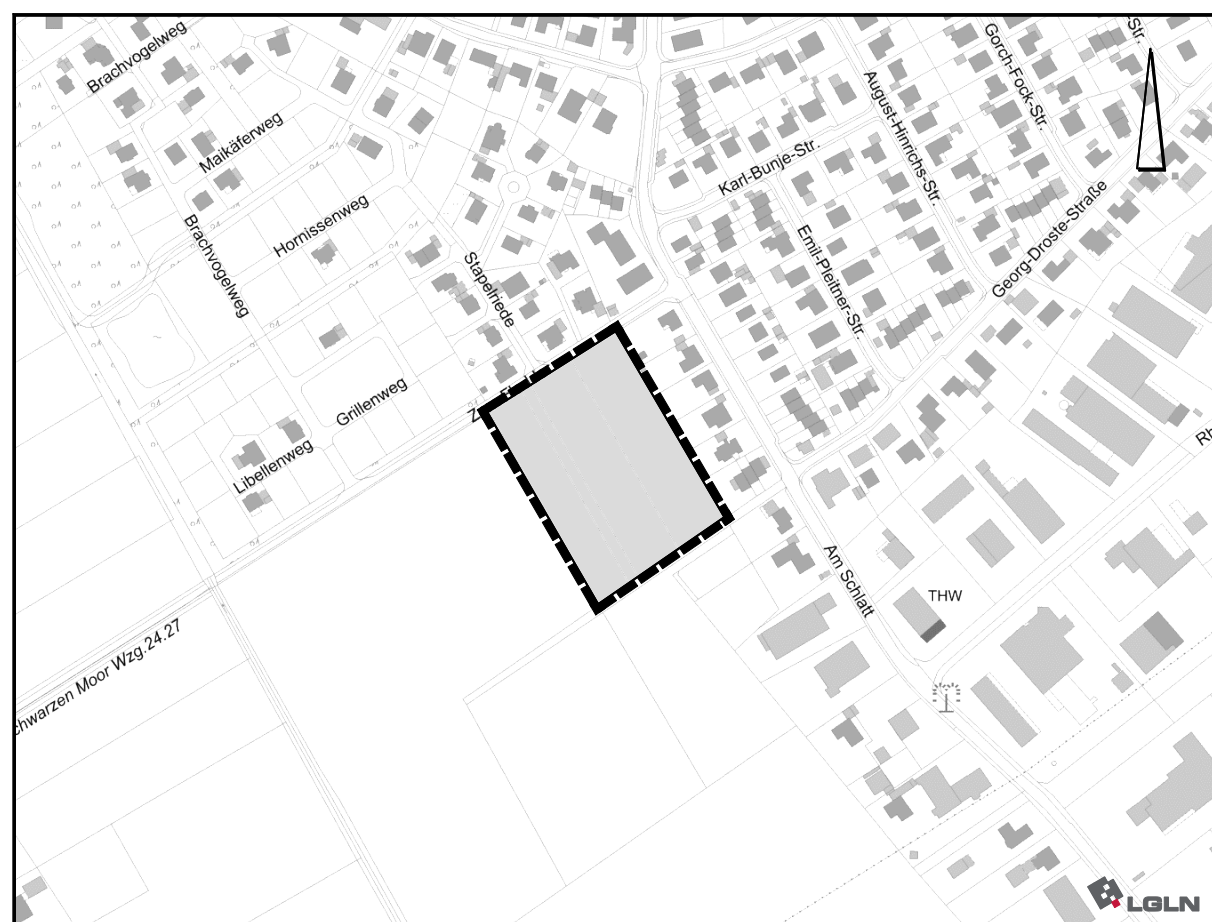 Brachvogelweg
-Str.
Gorch-Fock-Str.
August-Hinrichs-Str.
Maikäferweg
Karl-Bunje-Str.
Hornissenweg
Brachvogelweg
Georg-Droste-Straße
Emil-Pleitner-Str.
Stapelriede
Grillenweg
Libellenweg
Am Schlatt
THW
chwarzen Moor Wzg.24.27
LGLN